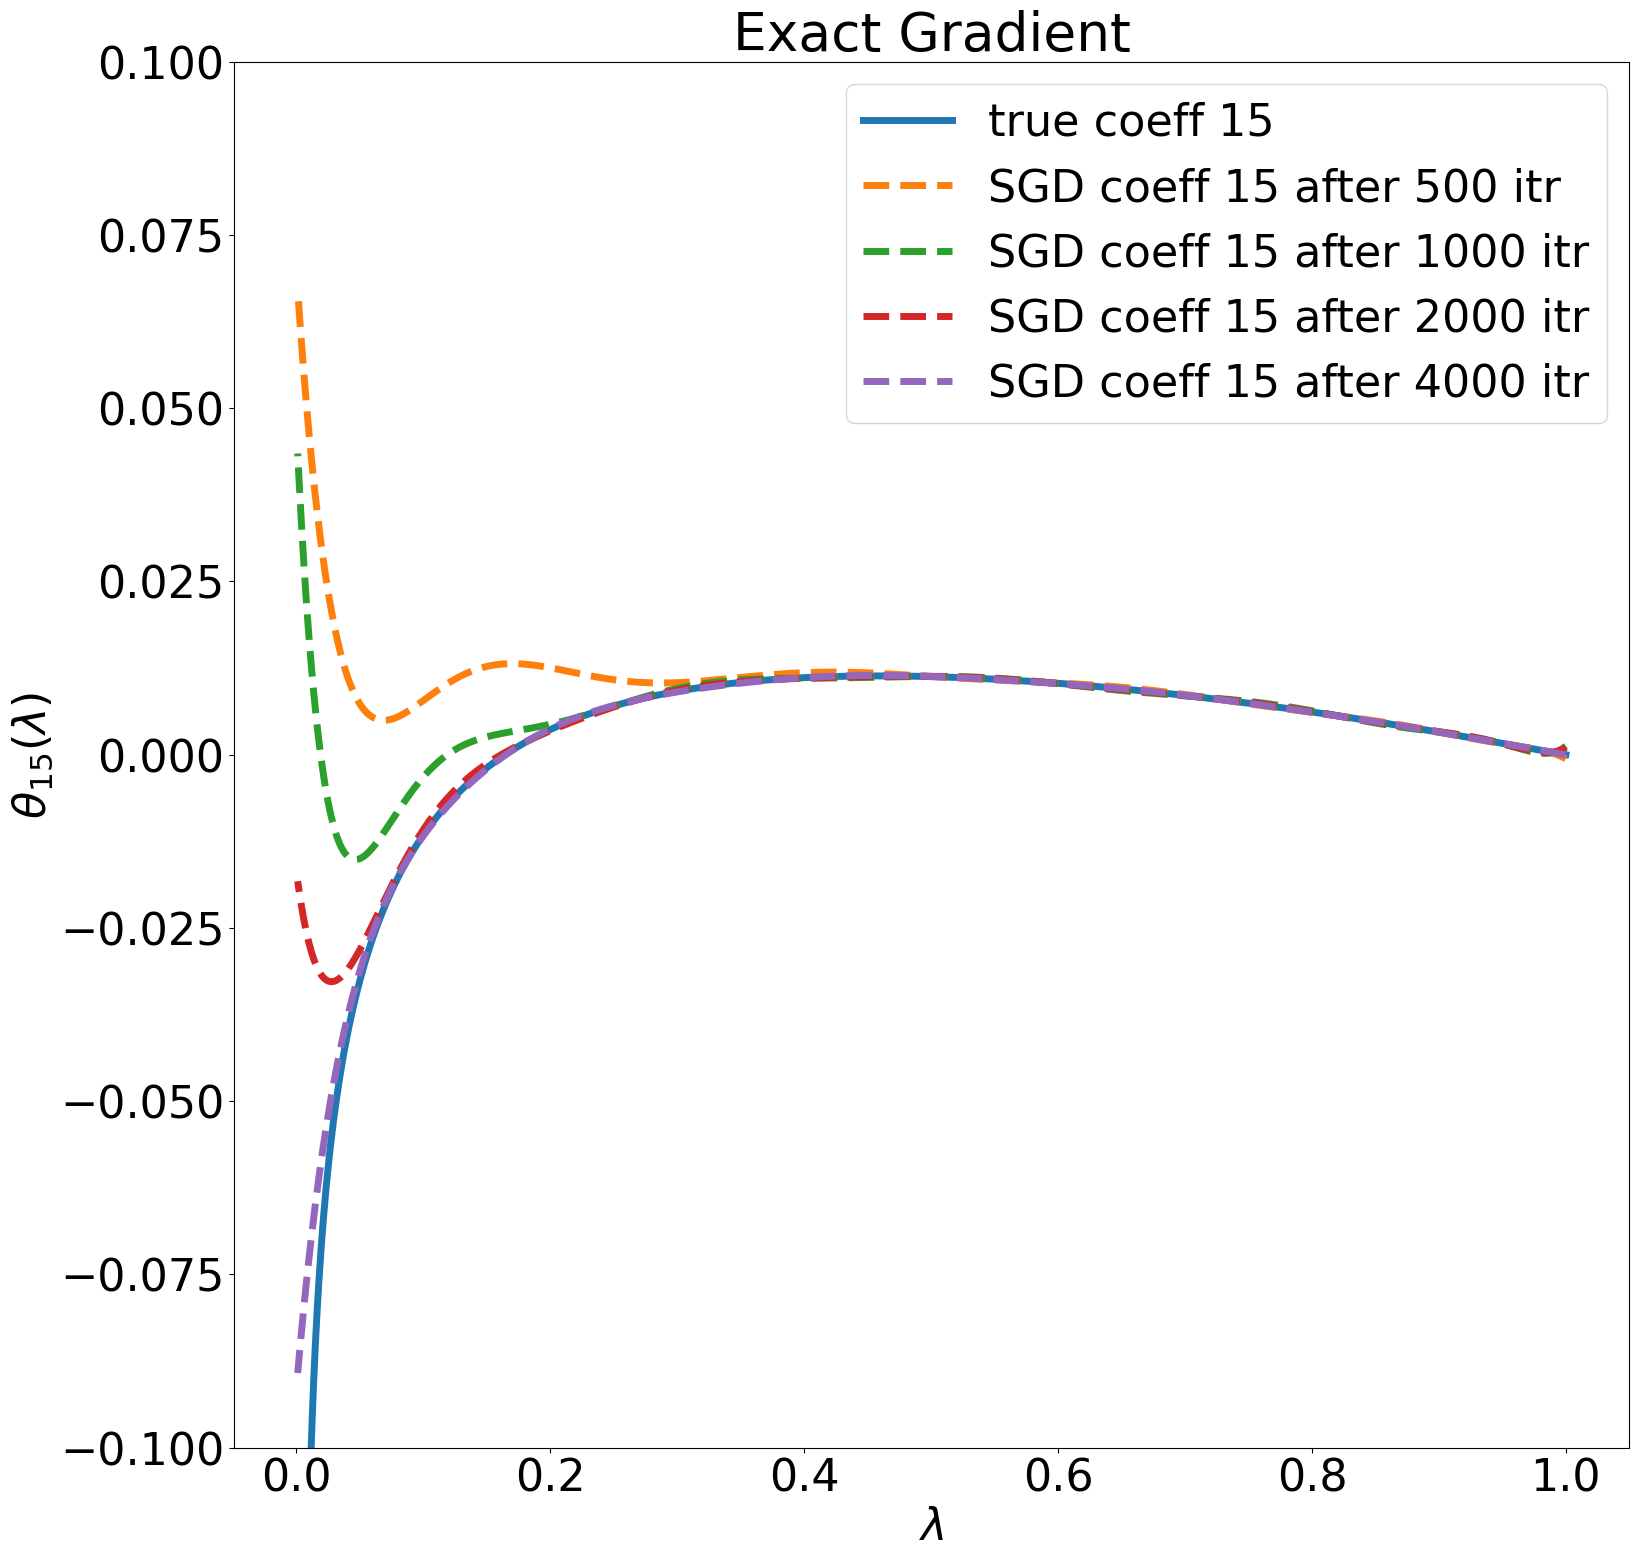 Exact Gradient
true coeff 15
SGD coeff 15 after 500 itr
SGD coeff 15 after 1000 itr
SGD coeff 15 after 2000 itr
SGD coeff 15 after 4000 itr
0.100
0.075
0.050
0.025
0.000
−0.025
−0.050
−0.075
−0.100
θ₁₅(λ)
0.0 0.2 0.4 0.6 0.8 1.0
λ